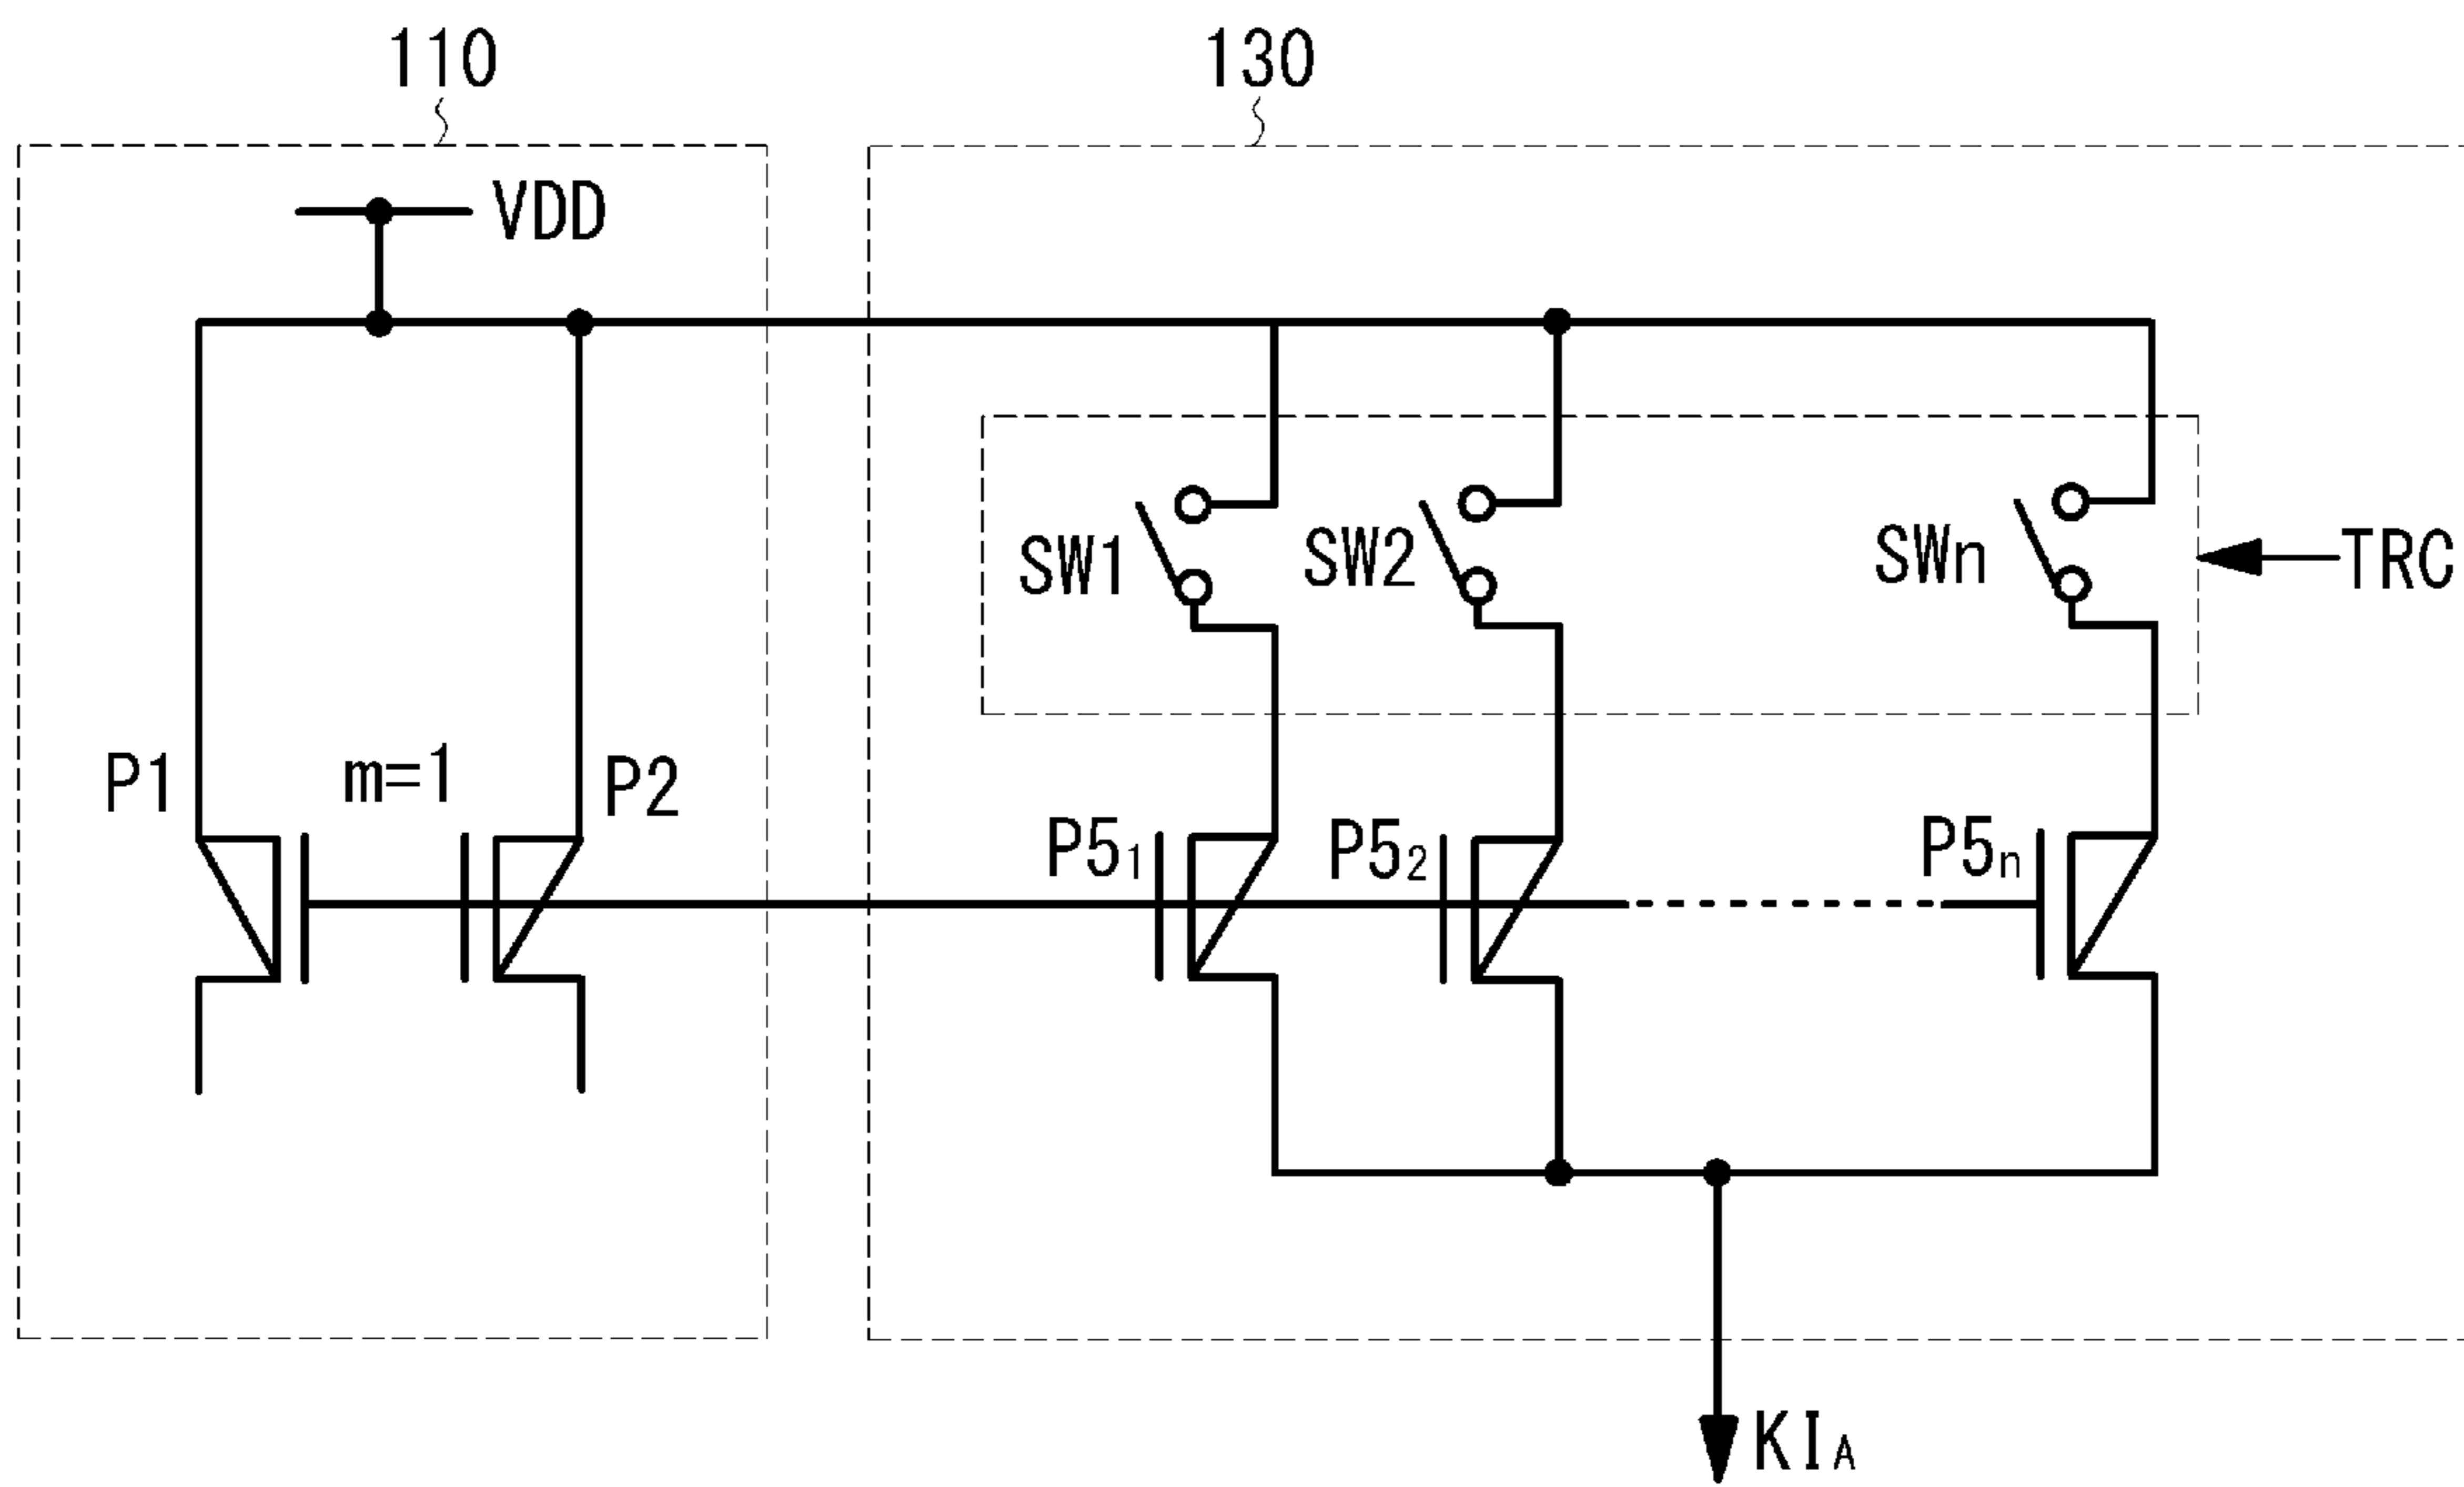 110
130
VDD
SW1
SW2
SWn
TRC
P1
m=1
P2
P5₁
P5₂
P5ₙ
KI_A